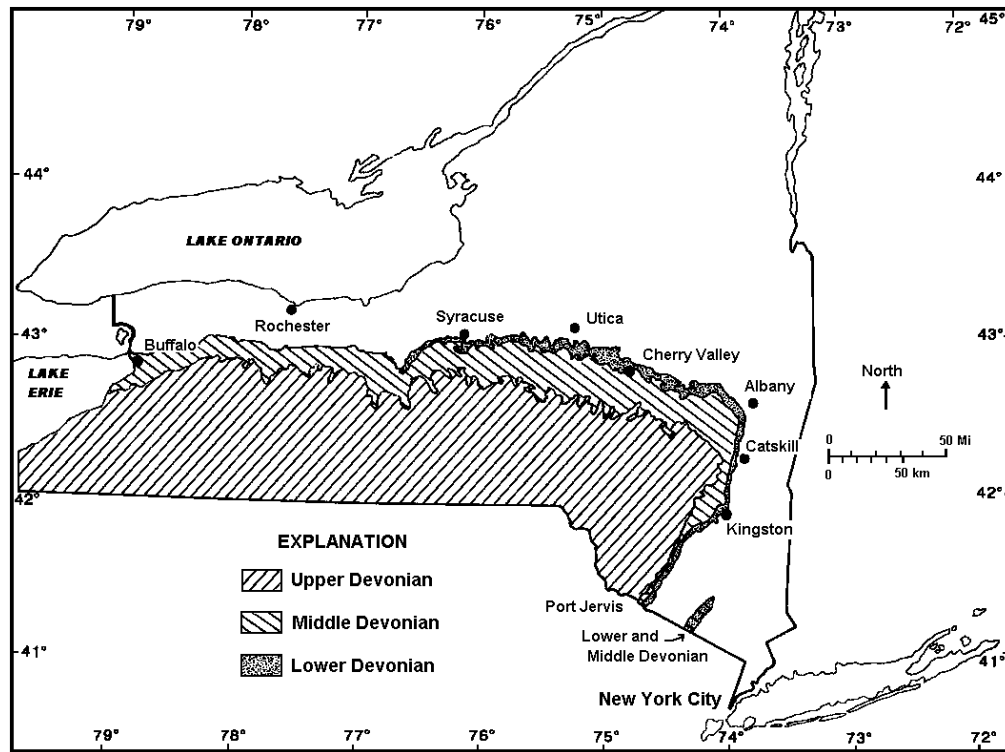 79° 78° 77° 76° 75° 74° 73° 72° 45°
44° 44°
LAKE ONTARIO
Rochester
Syracuse
Utica
43° 43°
Buffalo
Cherry Valley
LAKE
ERIE
Albany
North
Catskill
0 50 Mi
0 50 km
42° 42°
Kingston
EXPLANATION
Upper Devonian
Middle Devonian
Lower Devonian
Port Jervis
Lower and
Middle Devonian
41° 41°
New York City
79° 78° 77° 76° 75° 74° 73° 72°